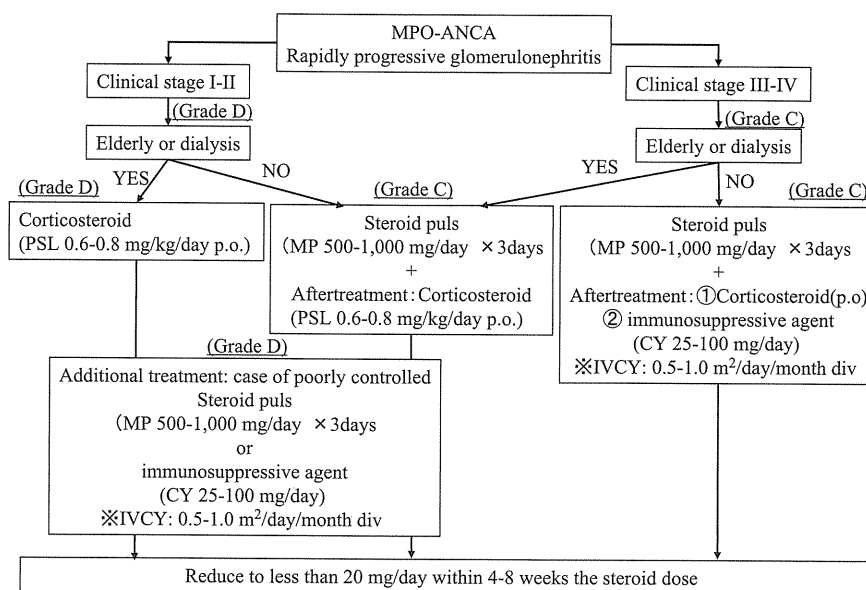 MPO-ANCA
Rapidly progressive glomerulonephritis
Clinical stage I-II
Clinical stage III-IV
(Grade D)
(Grade C)
Elderly or dialysis
Elderly or dialysis
(Grade D)
YES
NO
(Grade C)
YES
NO
(Grade C)
Corticosteroid
(PSL 0.6-0.8 mg/kg/day p.o.)
Steroid puls
(MP 500-1,000 mg/day ×3days
+
Aftertreatment: Corticosteroid
(PSL 0.6-0.8 mg/kg/day p.o.)
Steroid puls
(MP 500-1,000 mg/day ×3days
+
Aftertreatment: ①Corticosteroid(p.o)
② immunosuppressive agent
(CY 25-100 mg/day)
※IVCY: 0.5-1.0 m²/day/month div
(Grade D)
Additional treatment: case of poorly controlled
Steroid puls
(MP 500-1,000 mg/day ×3days
or
immunosuppressive agent
(CY 25-100 mg/day)
※IVCY: 0.5-1.0 m²/day/month div
Reduce to less than 20 mg/day within 4-8 weeks the steroid dose